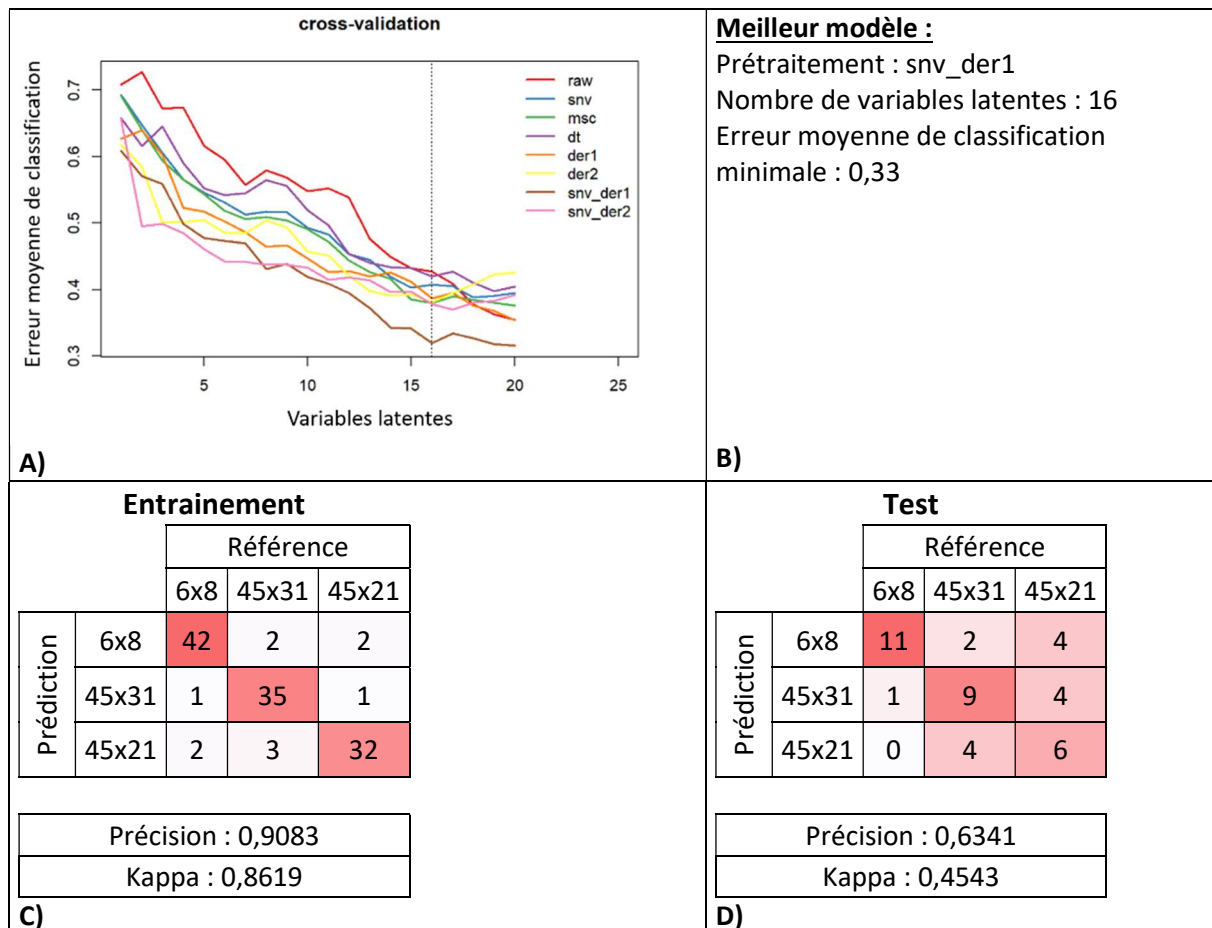 cross-validation
Erreur moyenne de classification
0.7
0.6
0.5
0.4
0.3
raw
snv
msc
dt
der1
der2
snv_der1
snv_der2
5 10 15 20 25
Variables latentes
A)
Meilleur modèle :
Prétraitement : snv_der1
Nombre de variables latentes : 16
Erreur moyenne de classification
minimale : 0,33
B)
Entrainement
Référence
6x8 45x31 45x21
Prédiction
6x8 42 2 2
45x31 1 35 1
45x21 2 3 32
Précision : 0,9083
Kappa : 0,8619
C)
Test
Référence
6x8 45x31 45x21
Prédiction
6x8 11 2 4
45x31 1 9 4
45x21 0 4 6
Précision : 0,6341
Kappa : 0,4543
D)